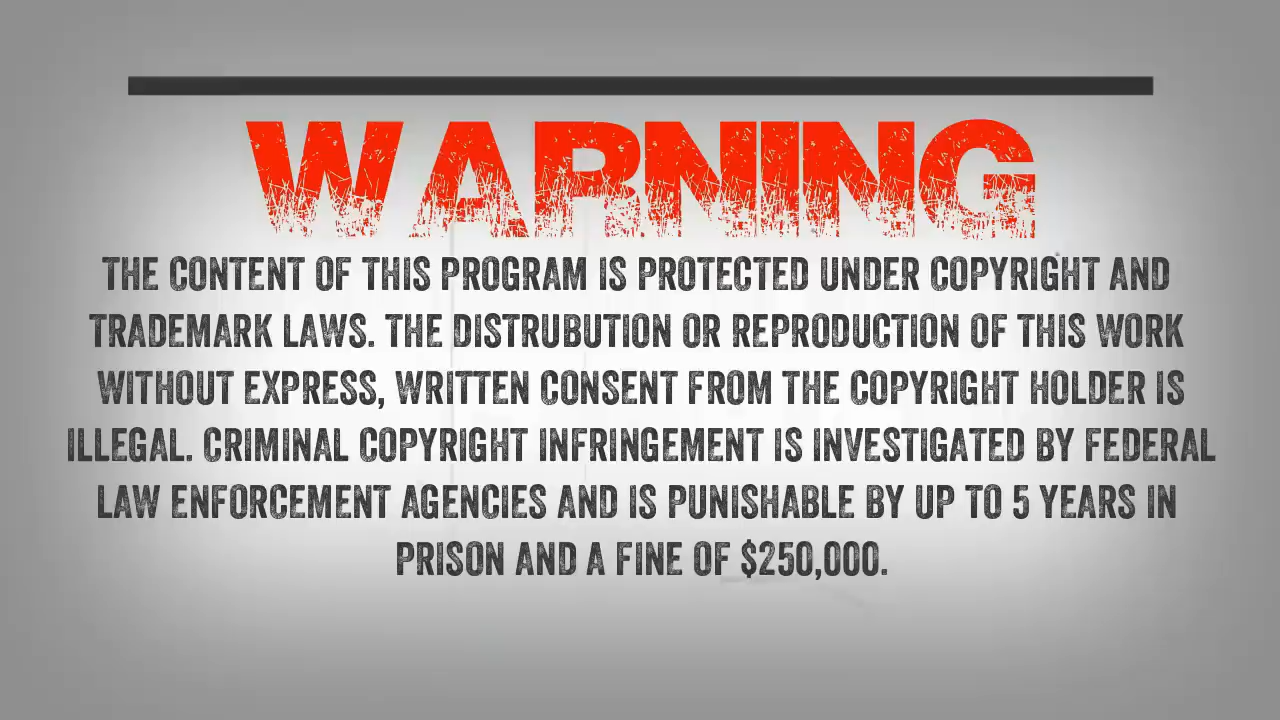 WARNING
THE CONTENT OF THIS PROGRAM IS PROTECTED UNDER COPYRIGHT AND
TRADEMARK LAWS. THE DISTRUBUTION OR REPRODUCTION OF THIS WORK
WITHOUT EXPRESS, WRITTEN CONSENT FROM THE COPYRIGHT HOLDER IS
ILLEGAL. CRIMINAL COPYRIGHT INFRINGEMENT IS INVESTIGATED BY FEDERAL
LAW ENFORCEMENT AGENCIES AND IS PUNISHABLE BY UP TO 5 YEARS IN
PRISON AND A FINE OF $250,000.